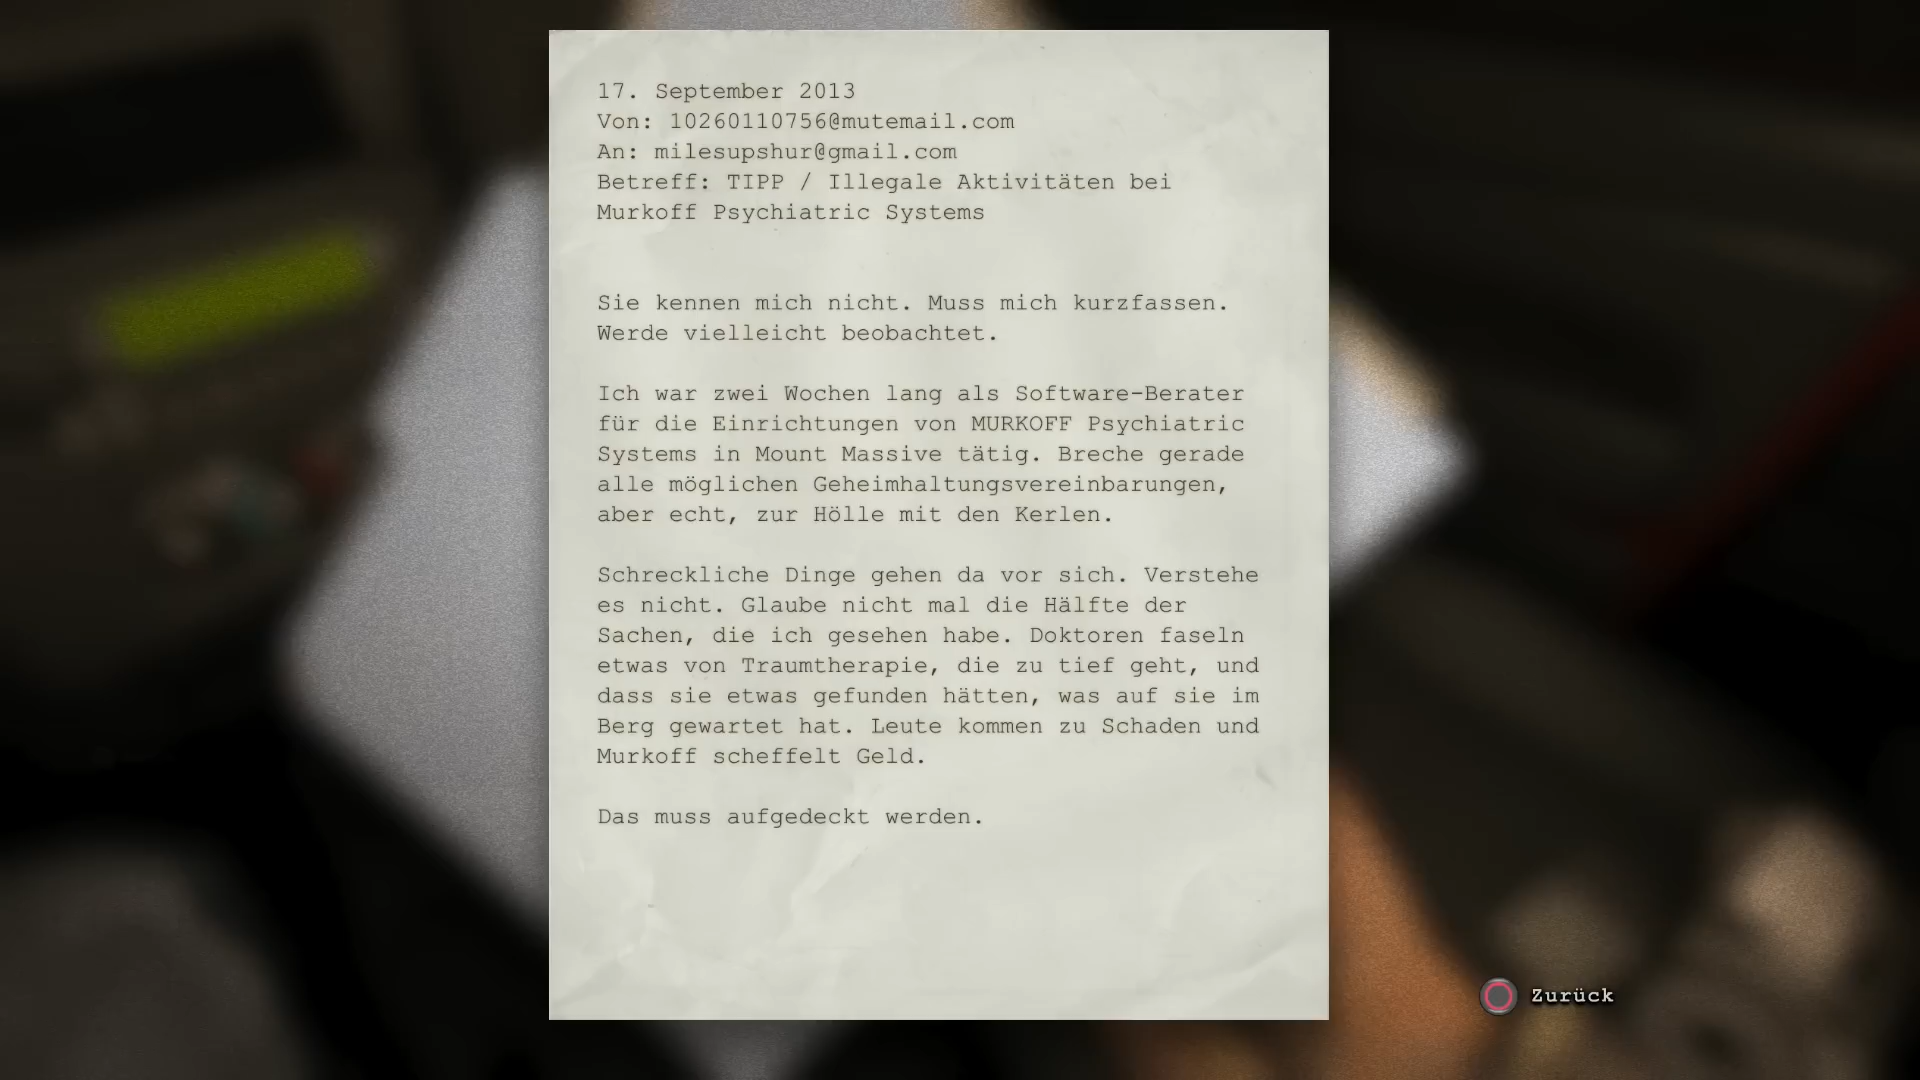 17. September 2013
Von: 10260110756@mutemail.com
An: milesupshur@gmail.com
Betreff: TIPP / Illegale Aktivitäten bei
Murkoff Psychiatric Systems
Sie kennen mich nicht. Muss mich kurzfassen.
Werde vielleicht beobachtet.
Ich war zwei Wochen lang als Software-Berater
für die Einrichtungen von MURKOFF Psychiatric
Systems in Mount Massive tätig. Breche gerade
alle möglichen Geheimhaltungsvereinbarungen,
aber echt, zur Hölle mit den Kerlen.
Schreckliche Dinge gehen da vor sich. Verstehe
es nicht. Glaube nicht mal die Hälfte der
Sachen, die ich gesehen habe. Doktoren faseln
etwas von Traumtherapie, die zu tief geht, und
dass sie etwas gefunden hätten, was auf sie im
Berg gewartet hat. Leute kommen zu Schaden und
Murkoff scheffelt Geld.
Das muss aufgedeckt werden.
Zurück